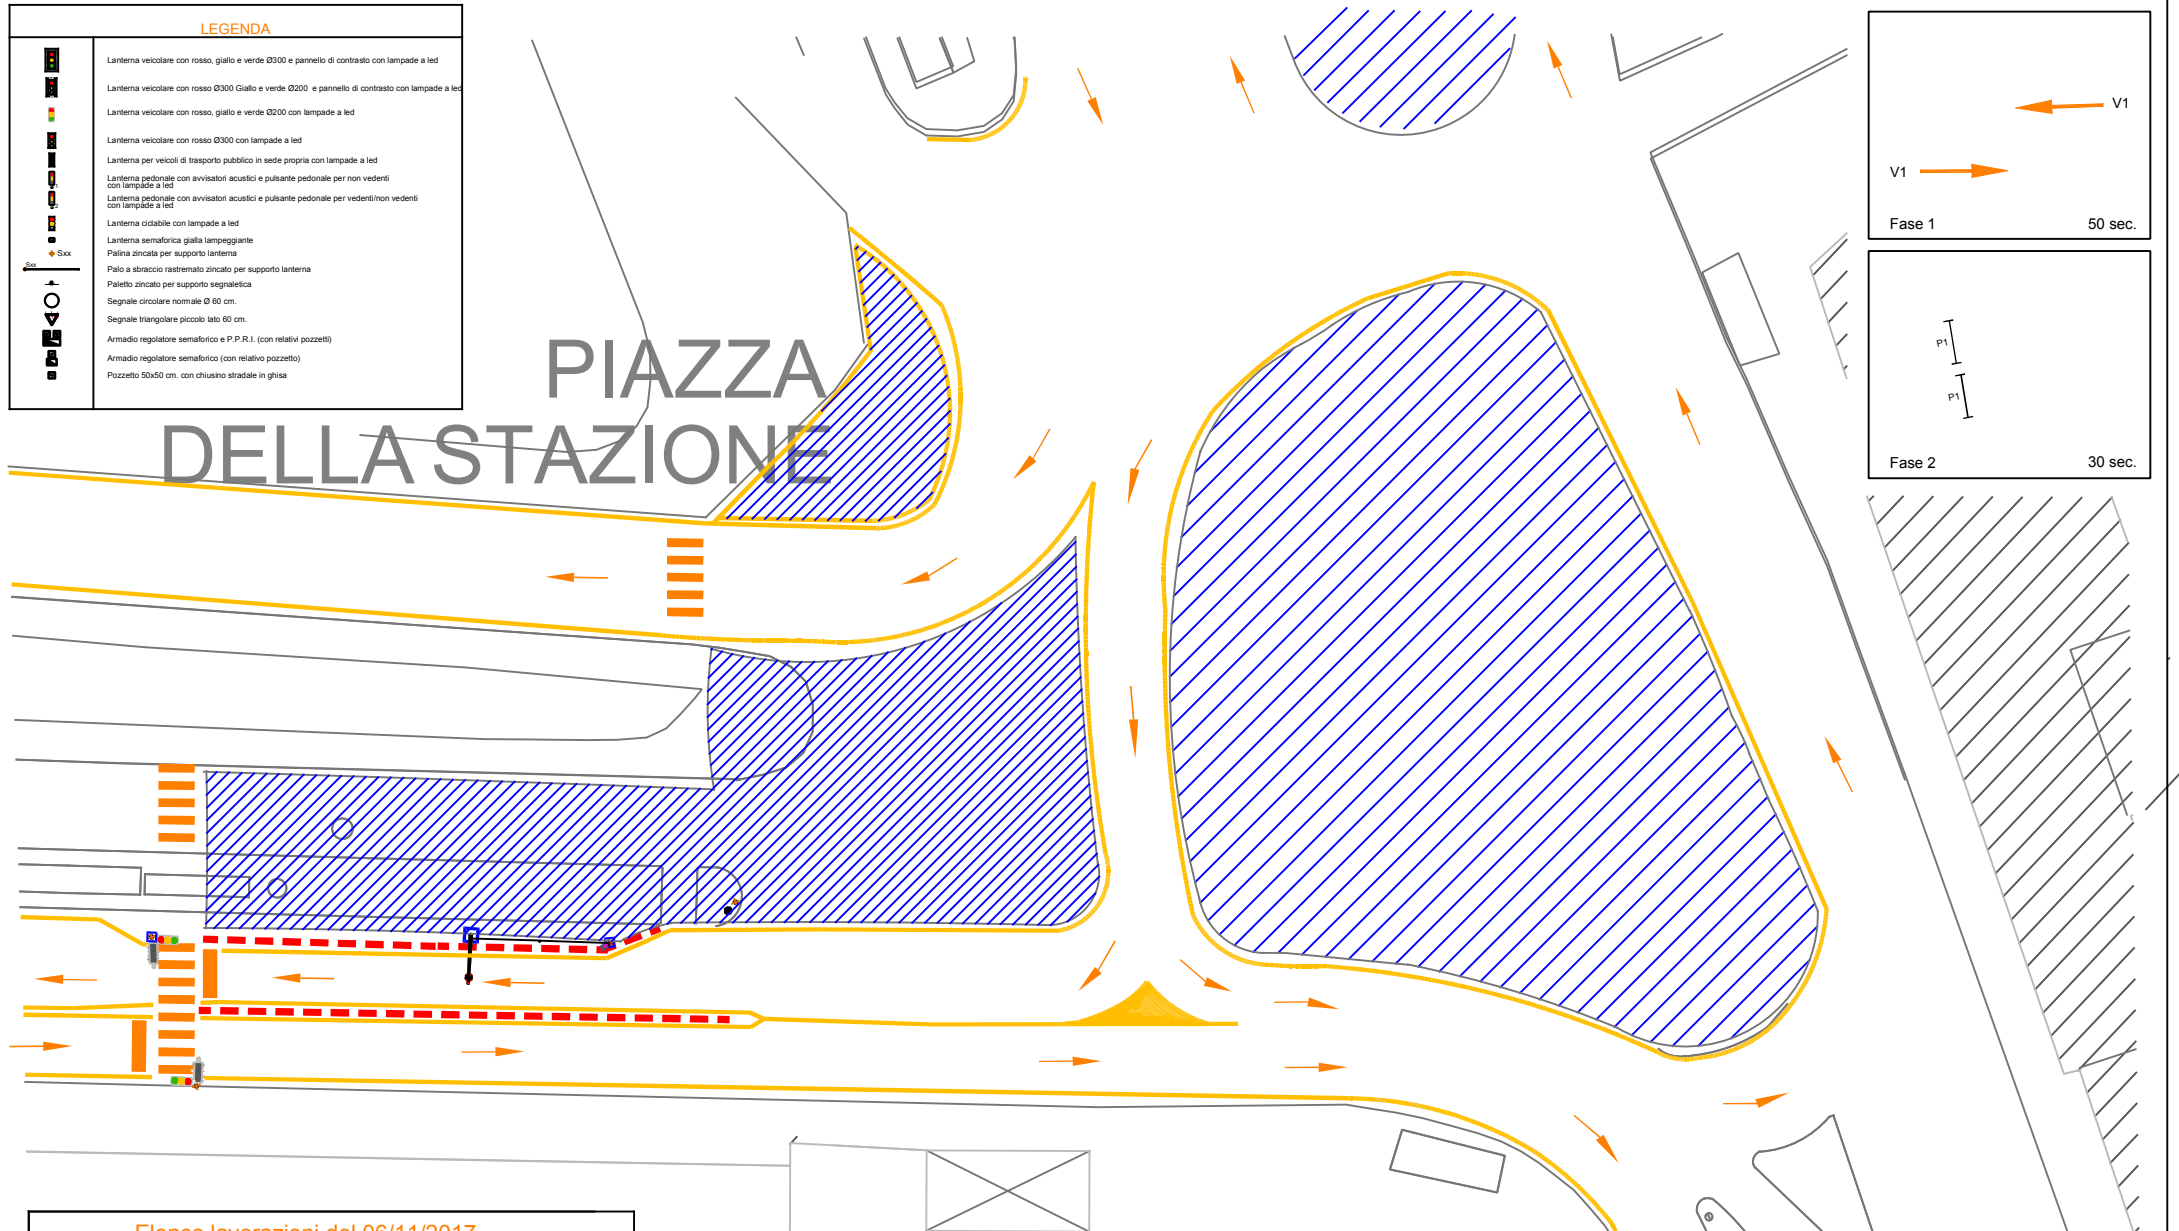 LEGENDA
Lanterna veicolare con rosso, giallo e verde Ø300 e pannello di contrasto con lampade a led
Lanterna veicolare con rosso Ø300 Giallo e verde Ø200 e pannello di contrasto con lampade a led
Lanterna veicolare con rosso, giallo e verde Ø200 con lampade a led
Lanterna veicolare con rosso Ø300 con lampade a led
Lanterna per veicoli di trasporto pubblico in sede propria con lampade a led
Lanterna pedonale con avvisatori acustici e pulsante pedonale per non vedenti
con lampade a led
Lanterna pedonale con avvisatori acustici e pulsante pedonale per vedenti/non vedenti
con lampade a led
Lanterna ciclabile con lampade a led
Lanterna semaforica gialla lampeggiante
Sxx Palina zincata per supporto lanterna
Sxx Palo a sbraccio rastremato zincato per supporto lanterna
Paletto zincato per supporto segnaletica
Segnale circolare normale Ø 60 cm.
Segnale triangolare piccolo lato 60 cm.
Armadio regolatore semaforico e P.P.R.I. (con relativi pozzetti)
Armadio regolatore semaforico (con relativo pozzetto)
Pozzetto 50x50 cm. con chiusino stradale in ghisa
PIAZZA
DELLA STAZIONE
V1
V1
Fase 1 50 sec.
P1
P1
Fase 2 30 sec.
Elenco lavorazioni del 06/11/2017